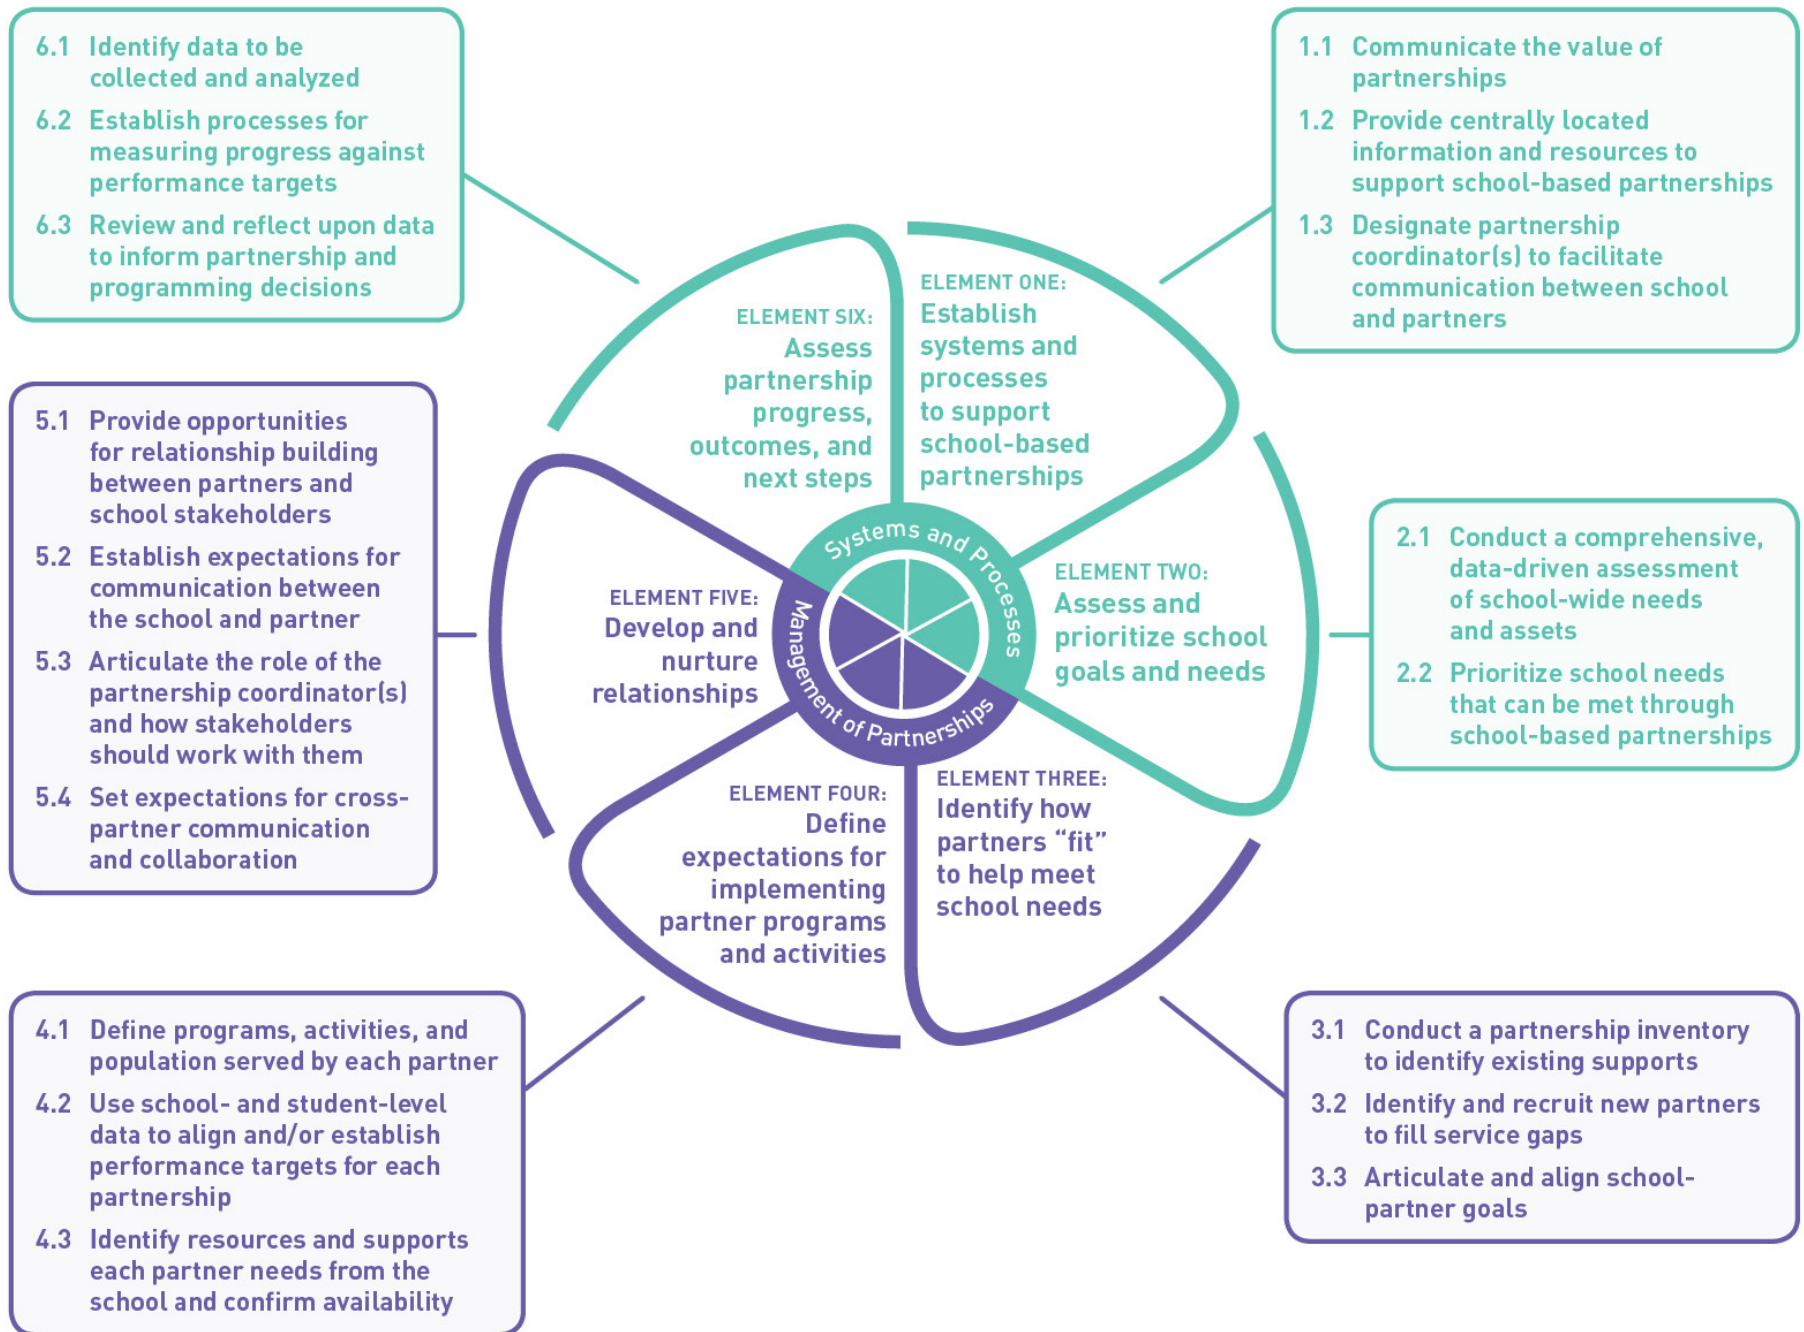 6.1 Identify data to be
collected and analyzed
6.2 Establish processes for
measuring progress against
performance targets
6.3 Review and reflect upon data
to inform partnership and
programming decisions
1.1 Communicate the value of
partnerships
1.2 Provide centrally located
information and resources to
support school-based partnerships
1.3 Designate partnership
coordinator(s) to facilitate
communication between school
and partners
ELEMENT SIX:
Assess
partnership
progress,
outcomes, and
next steps
ELEMENT ONE:
Establish
systems and
processes
to support
school-based
partnerships
5.1 Provide opportunities
for relationship building
between partners and
school stakeholders
5.2 Establish expectations for
communication between
the school and partner
5.3 Articulate the role of the
partnership coordinator(s)
and how stakeholders
should work with them
5.4 Set expectations for cross-
partner communication
and collaboration
ELEMENT FIVE:
Develop and
nurture
relationships
Systems and Processes
Management of Partnerships
ELEMENT TWO:
Assess and
prioritize school
goals and needs
2.1 Conduct a comprehensive,
data-driven assessment
of school-wide needs
and assets
2.2 Prioritize school needs
that can be met through
school-based partnerships
ELEMENT FOUR:
Define
expectations for
implementing
partner programs
and activities
ELEMENT THREE:
Identify how
partners “fit”
to help meet
school needs
4.1 Define programs, activities, and
population served by each partner
4.2 Use school- and student-level
data to align and/or establish
performance targets for each
partnership
4.3 Identify resources and supports
each partner needs from the
school and confirm availability
3.1 Conduct a partnership inventory
to identify existing supports
3.2 Identify and recruit new partners
to fill service gaps
3.3 Articulate and align school-
partner goals